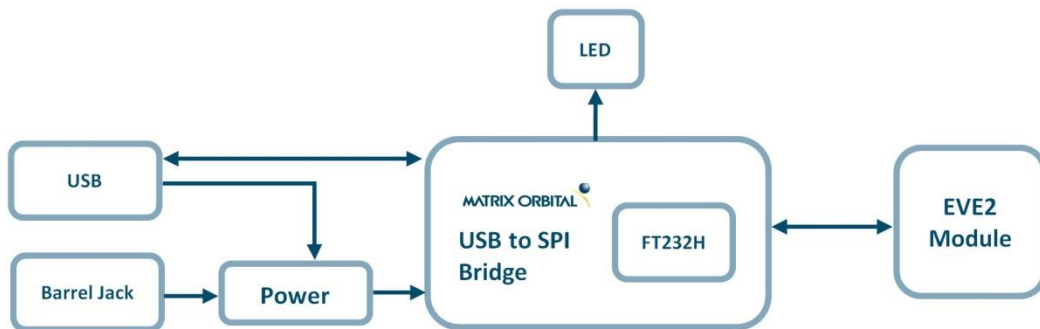 LED
USB
MATRIX ORBITAL
USB to SPI
Bridge
FT232H
EVE2
Module
Barrel Jack
Power